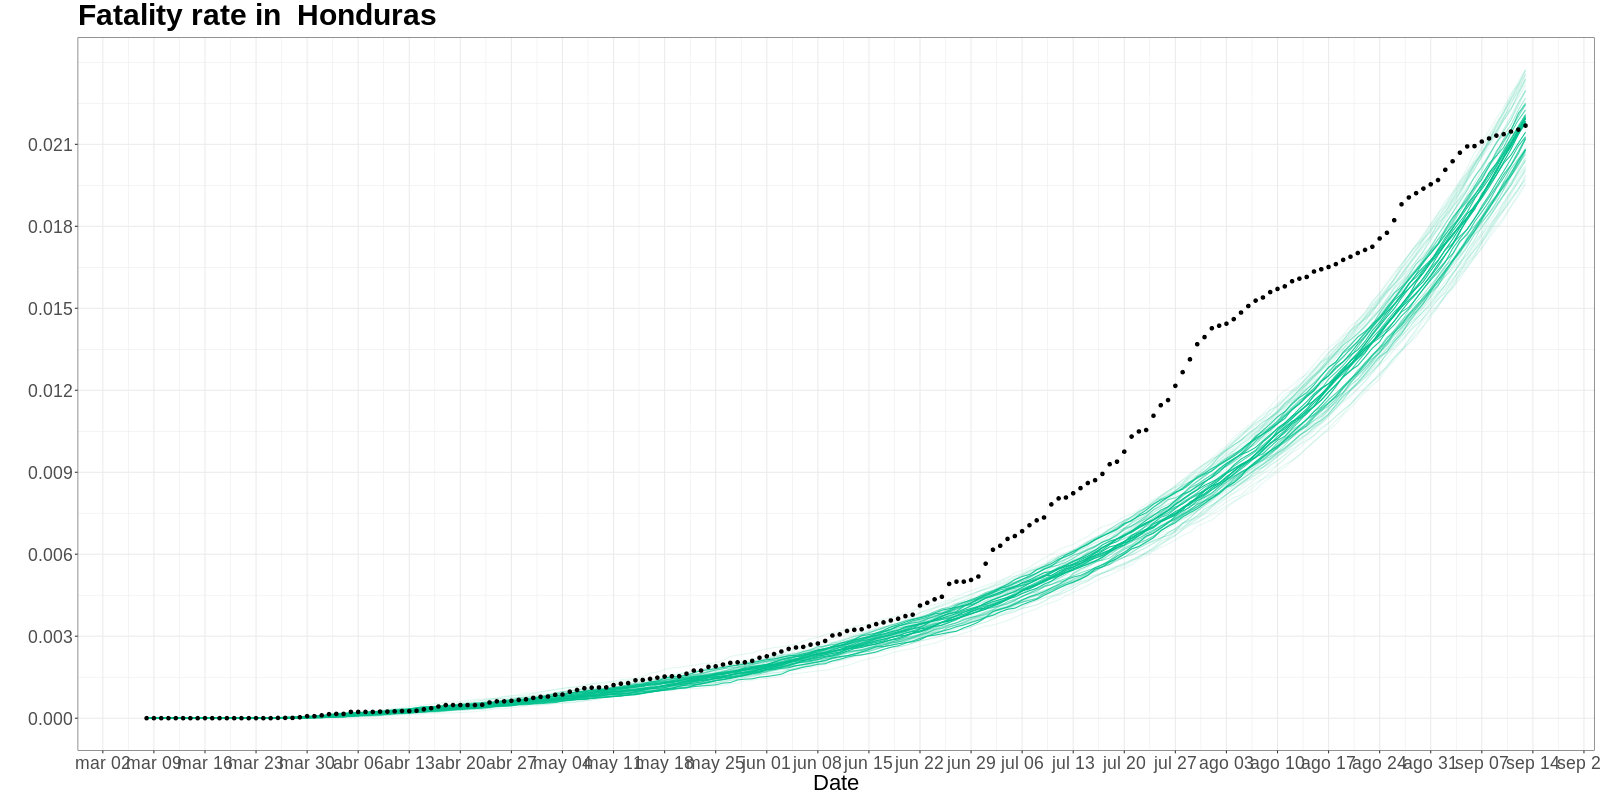 Fatality rate in  Honduras
0.021
0.018
0.015
0.012
0.009
0.006
0.003
0.000
mar 02 mar 09 mar 16 mar 23 mar 30 abr 06 abr 13 abr 20 abr 27 may 04 may 11 may 18 may 25 jun 01 jun 08 jun 15 jun 22 jun 29 jul 06 jul 13 jul 20 jul 27 ago 03 ago 10 ago 17 ago 24 ago 31 sep 07 sep 14 sep 2
Date